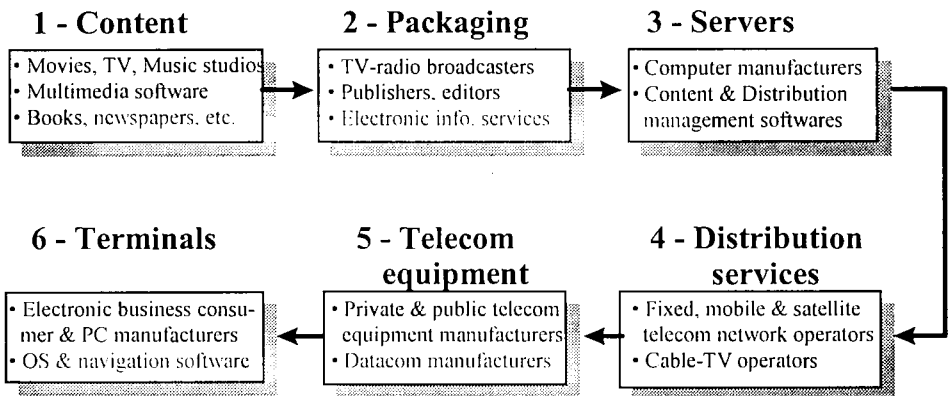 1 - Content
• Movies, TV, Music studios
• Multimedia software
• Books, newspapers, etc.
2 - Packaging
• TV-radio broadcasters
• Publishers, editors
• Electronic info. services
3 - Servers
• Computer manufacturers
• Content & Distribution
management softwares
4 - Distribution
services
• Fixed, mobile & satellite
telecom network operators
• Cable-TV operators
5 - Telecom
equipment
• Private & public telecom
equipment manufacturers
• Datacom manufacturers
6 - Terminals
• Electronic business consu-
mer & PC manufacturers
• OS & navigation software